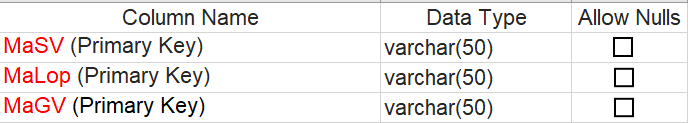 Column Name Data Type Allow Nulls
MaSV (Primary Key) varchar(50)
MaLop (Primary Key) varchar(50)
MaGV (Primary Key) varchar(50)